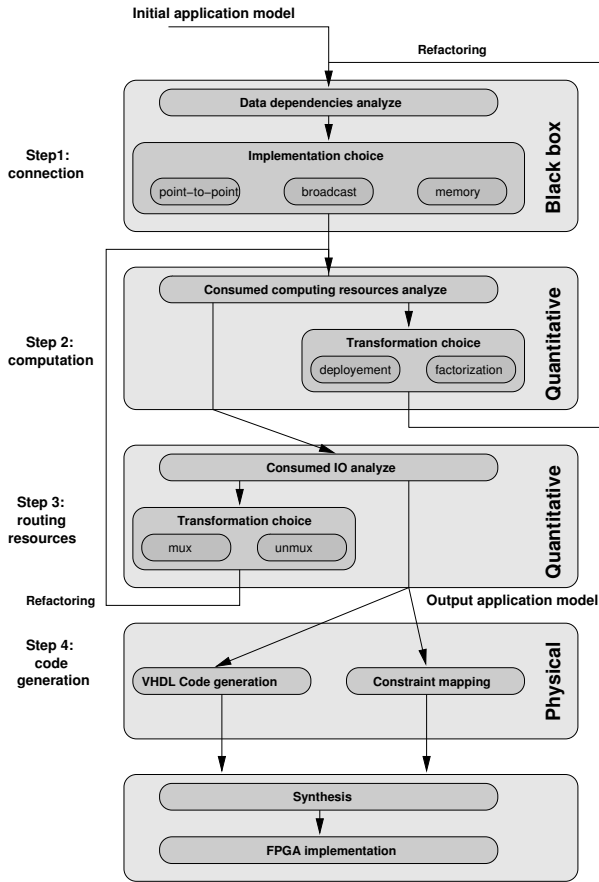 Initial application model
Refactoring
Data dependencies analyze
Step1:
connection
Implementation choice
point−to−point
broadcast
memory
Black box
Consumed computing resources analyze
Step 2:
computation
Transformation choice
deployement
factorization
Quantitative
Consumed IO analyze
Step 3:
routing
resources
Transformation choice
mux
unmux
Quantitative
Refactoring
Output application model
Step 4:
code
generation
VHDL Code generation
Constraint mapping
Physical
Synthesis
FPGA implementation